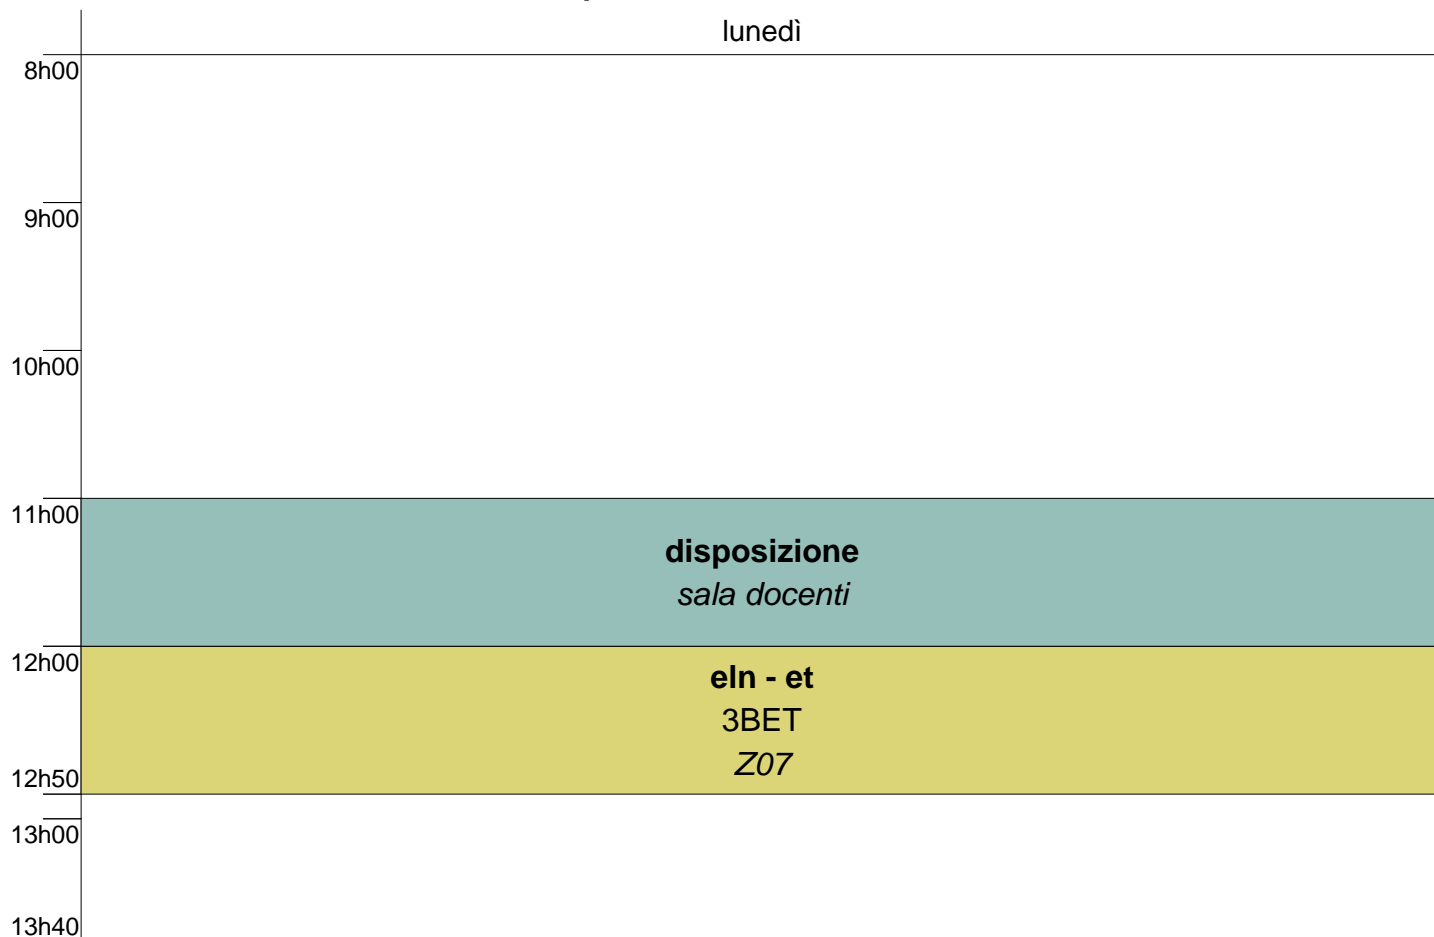 lunedì
8h00
9h00
10h00
11h00
disposizione
sala docenti
12h00
eln - et
3BET
Z07
12h50
13h00
13h40